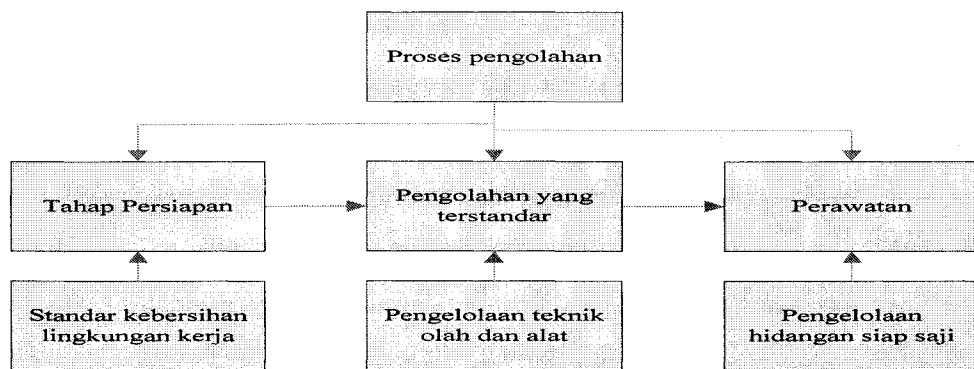 Proses pengolahan
Tahap Persiapan
Pengolahan yang
terstandar
Perawatan
Standar kebersihan
lingkungan kerja
Pengelolaan teknik
olah dan alat
Pengelolaan
hidangan siap saji